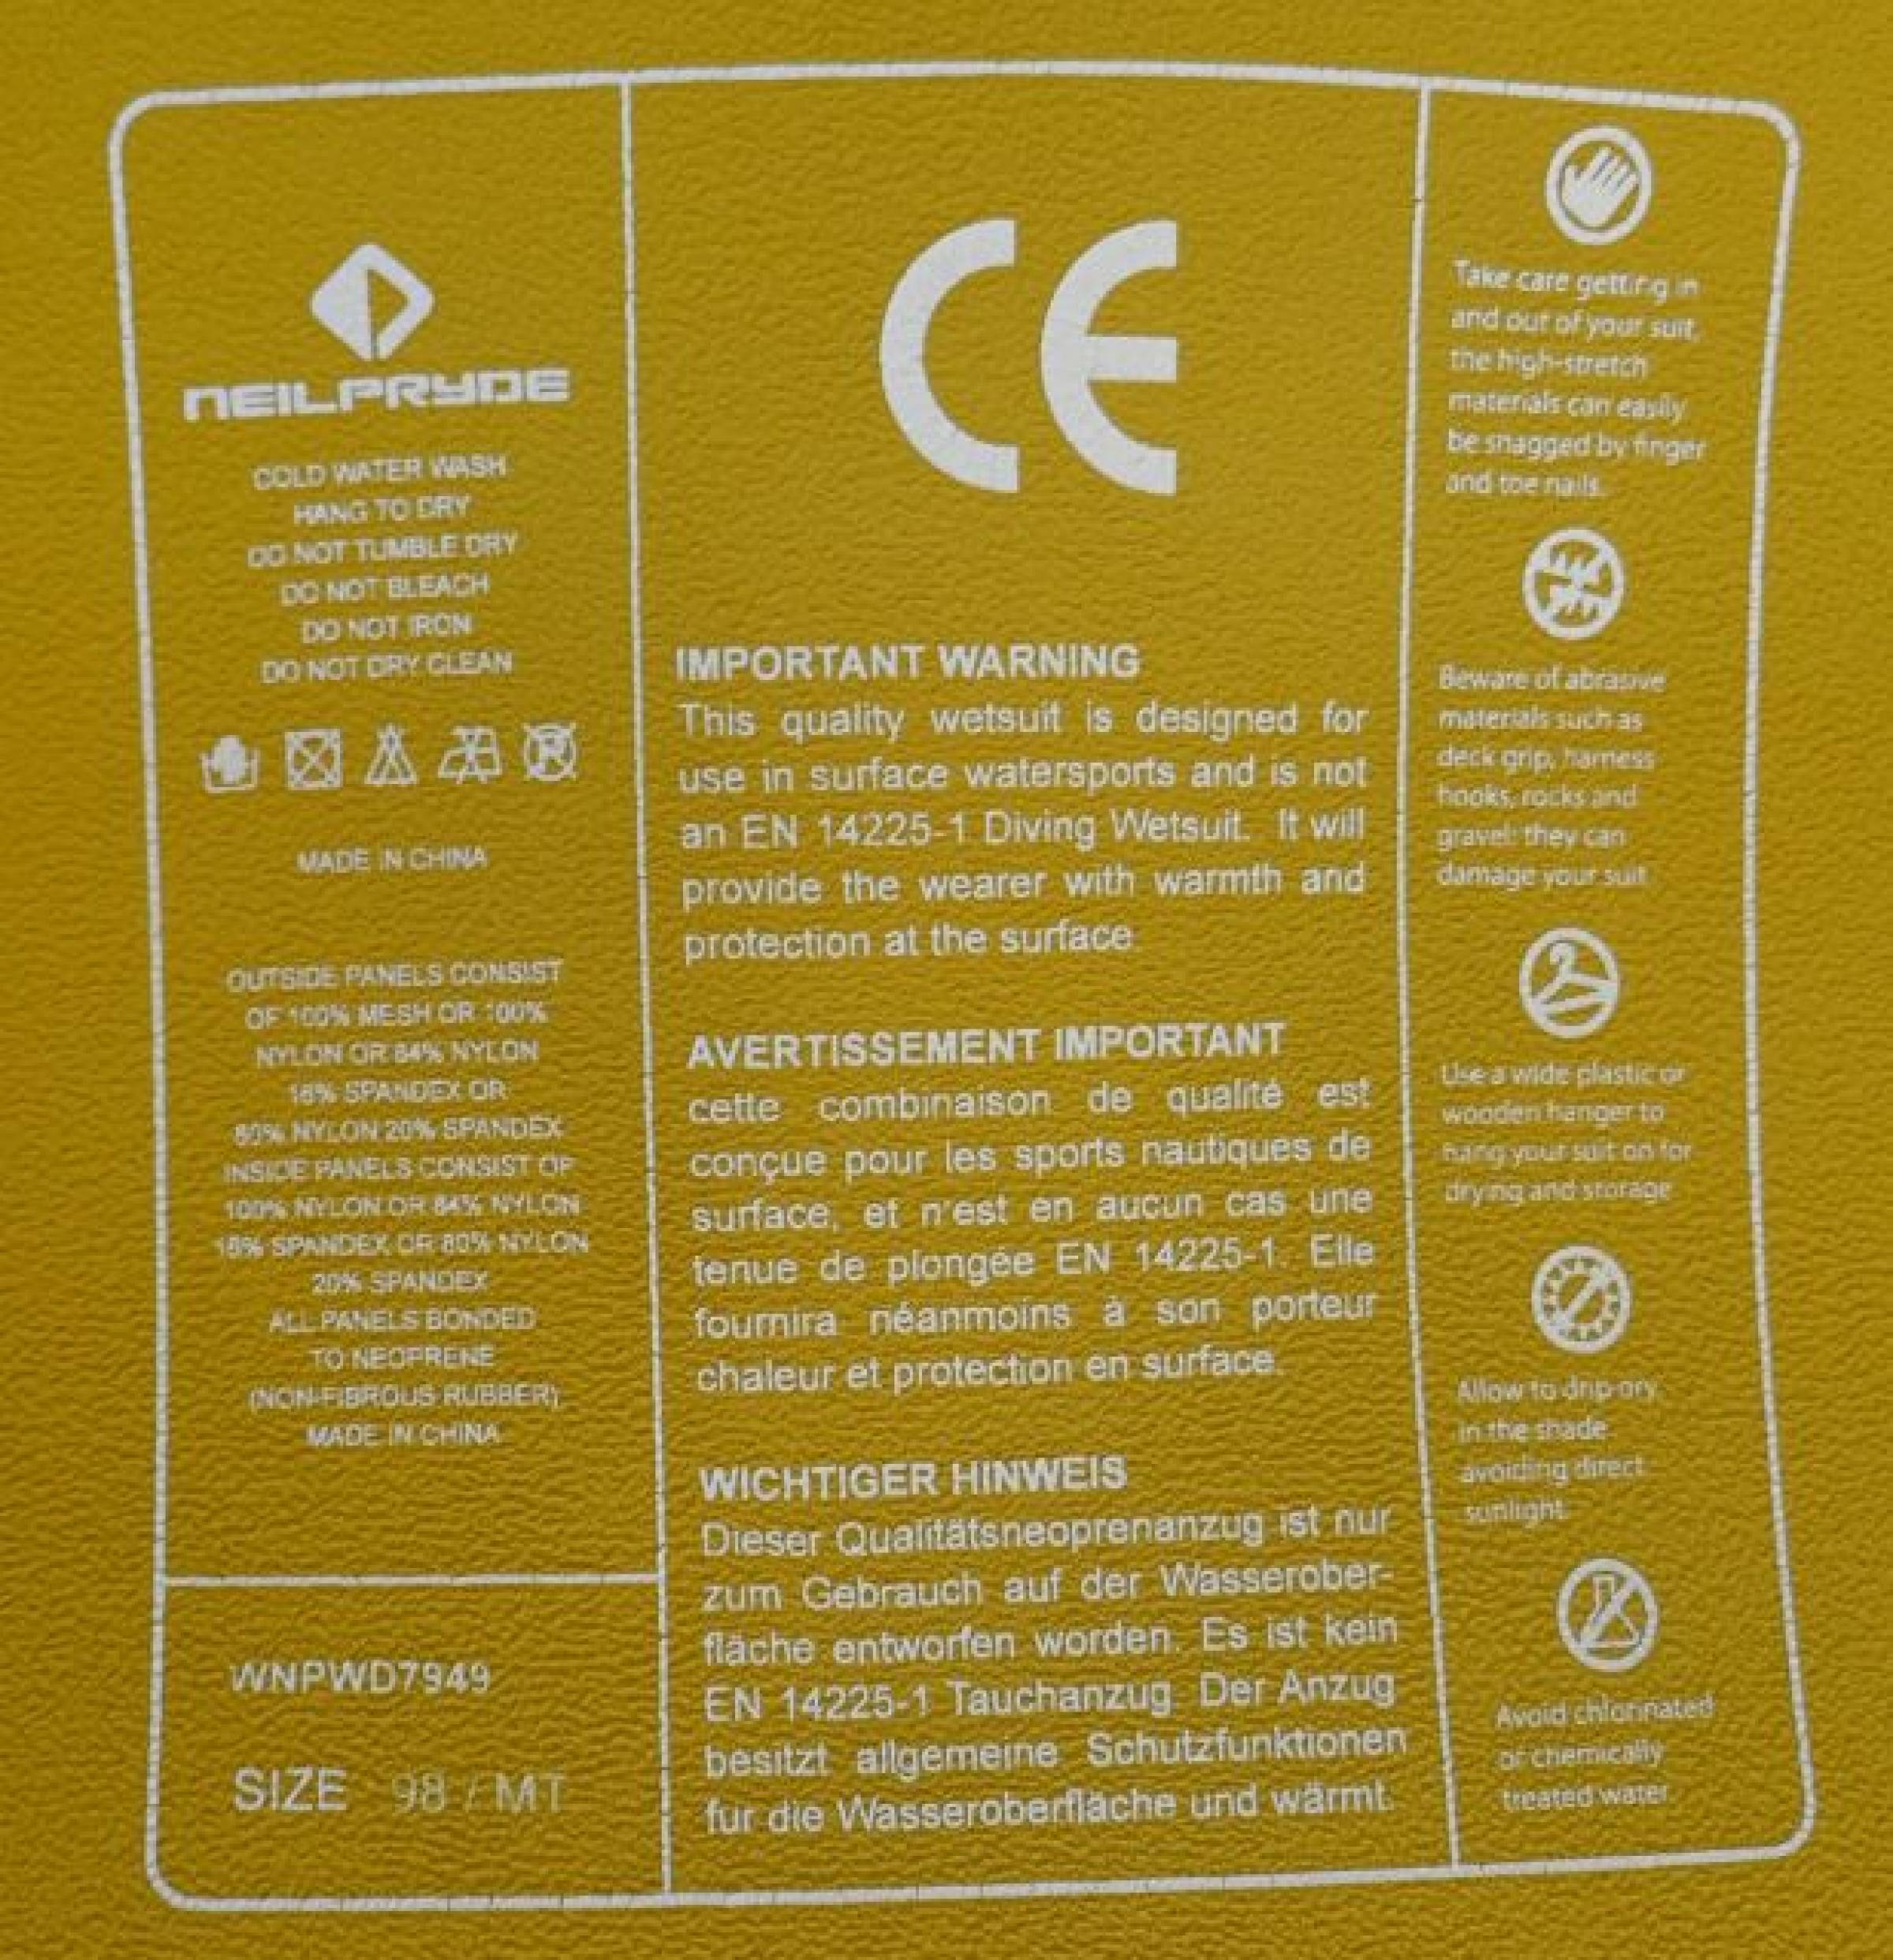 NEILPRYDE
COLD WATER WASH
HANG TO DRY
DO NOT TUMBLE DRY
DO NOT BLEACH
DO NOT IRON
DO NOT DRY CLEAN
MADE IN CHINA
OUTSIDE PANELS CONSIST
OF 100% MESH OR 100%
NYLON OR 84% NYLON
16% SPANDEX OR
80% NYLON 20% SPANDEX
INSIDE PANELS CONSIST OF
100% NYLON OR 84% NYLON
16% SPANDEX OR 80% NYLON
20% SPANDEX
ALL PANELS BONDED
TO NEOPRENE
(NON-FIBROUS RUBBER)
MADE IN CHINA
WNPWD7949
SIZE 98 / MT
CE
IMPORTANT WARNING
This quality wetsuit is designed for
use in surface watersports and is not
an EN 14225-1 Diving Wetsuit. It will
provide the wearer with warmth and
protection at the surface
AVERTISSEMENT IMPORTANT
cette combinaison de qualité est
conçue pour les sports nautiques de
surface, et n'est en aucun cas une
tenue de plongée EN 14225-1. Elle
fournira néanmoins à son porteur
chaleur et protection en surface.
WICHTIGER HINWEIS
Dieser Qualitätsneoprenanzug ist nur
zum Gebrauch auf der Wasserober-
fläche entworfen worden. Es ist kein
EN 14225-1 Tauchanzug. Der Anzug
besitzt allgemeine Schutzfunktionen
für die Wasseroberfläche und wärmt.
Take care getting in
and out of your suit,
the high-stretch
materials can easily
be snagged by finger
and toe nails.
Beware of abrasive
materials such as
deck grip, harness
hooks, rocks and
gravel: they can
damage your suit
Use a wide plastic or
wooden hanger to
hang your suit on for
drying and storage
Allow to drip-dry
in the shade
avoiding direct
sunlight.
Avoid chlorinated
or chemically
treated water